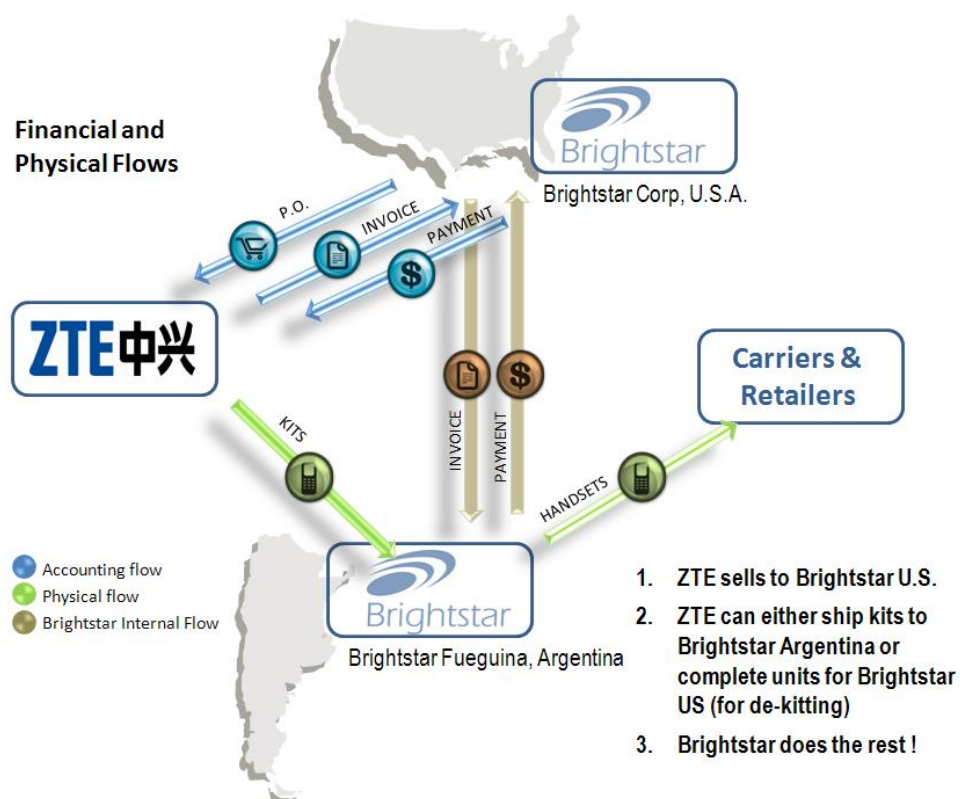 Financial and
Physical Flows
Brightstar
Brightstar Corp, U.S.A.
P.O.
INVOICE
PAYMENT
$
ZTE中兴
Carriers &
Retailers
$
INVOICE
PAYMENT
KITS
HANDSETS
Accounting flow
Physical flow
Brightstar Internal Flow
Brightstar
Brightstar Fueguina, Argentina
1. ZTE sells to Brightstar U.S.
2. ZTE can either ship kits to
Brightstar Argentina or
complete units for Brightstar
US (for de-kitting)
3. Brightstar does the rest !